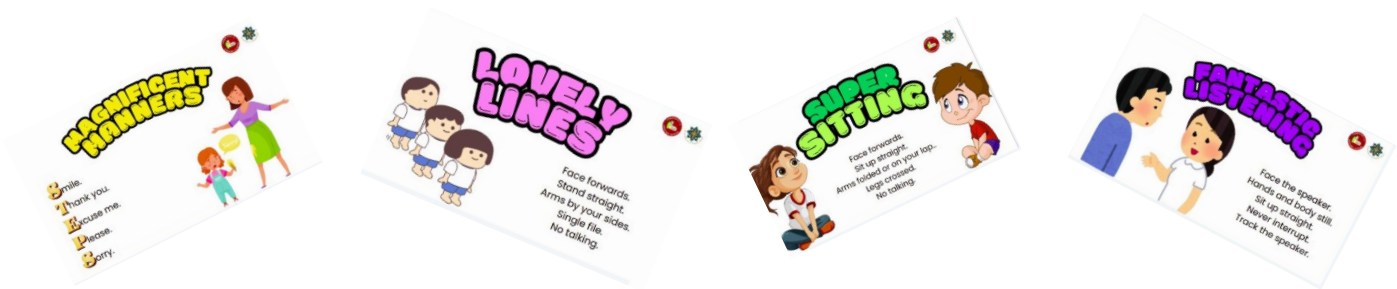 MAGNIFICENT
MANNERS
Smile.
Thank you.
Excuse me.
Please.
Sorry.
LOVELY
LINES
Face forwards.
Stand straight.
Arms by your sides.
Single file.
No talking.
SUPER
SITTING
Face forwards.
Sit up straight.
Arms folded or on your lap..
Legs crossed.
No talking.
FANTASTIC
LISTENING
Face the speaker.
Hands and body still.
Sit up straight.
Never interrupt.
Track the speaker.